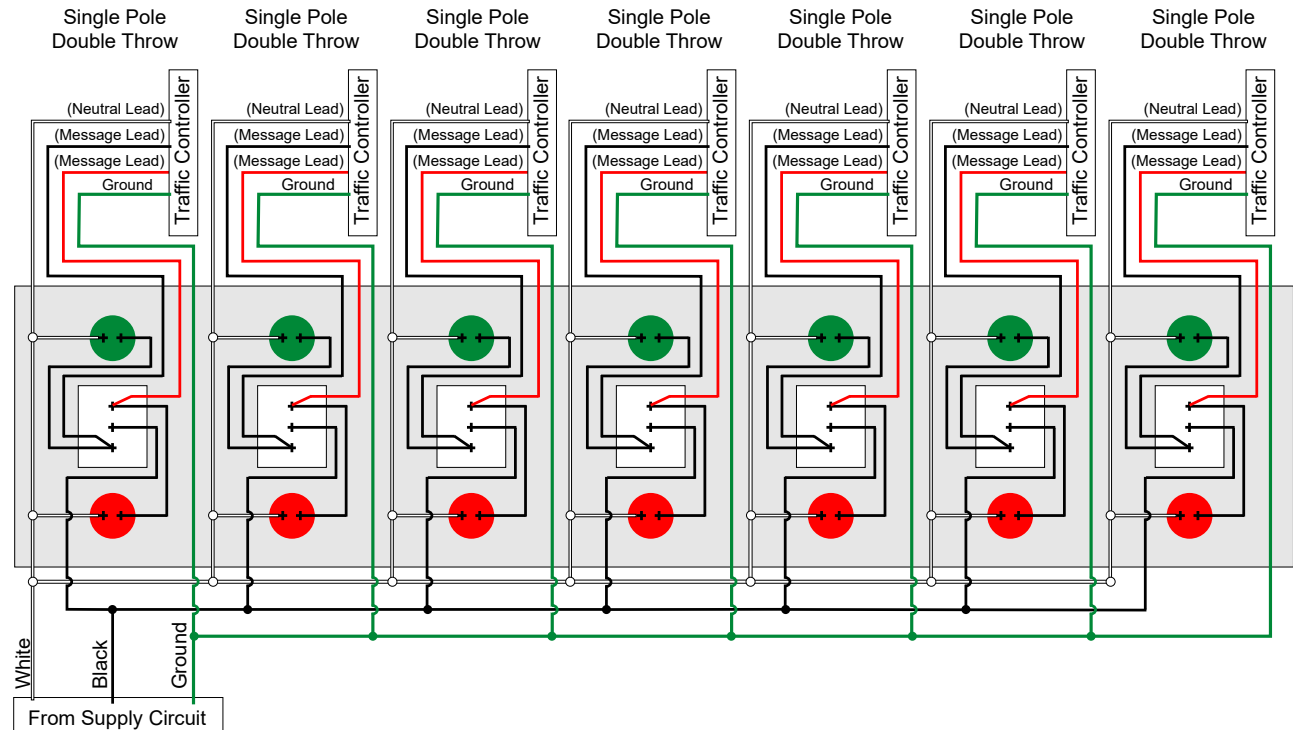 Single Pole
Double Throw
Single Pole
Double Throw
Single Pole
Double Throw
Single Pole
Double Throw
Single Pole
Double Throw
Single Pole
Double Throw
Single Pole
Double Throw
(Neutral Lead)
(Message Lead)
(Message Lead)
Ground
Traffic Controller
(Neutral Lead)
(Message Lead)
(Message Lead)
Ground
Traffic Controller
(Neutral Lead)
(Message Lead)
(Message Lead)
Ground
Traffic Controller
(Neutral Lead)
(Message Lead)
(Message Lead)
Ground
Traffic Controller
(Neutral Lead)
(Message Lead)
(Message Lead)
Ground
Traffic Controller
(Neutral Lead)
(Message Lead)
(Message Lead)
Ground
Traffic Controller
(Neutral Lead)
(Message Lead)
(Message Lead)
Ground
Traffic Controller
White
Black
Ground
From Supply Circuit